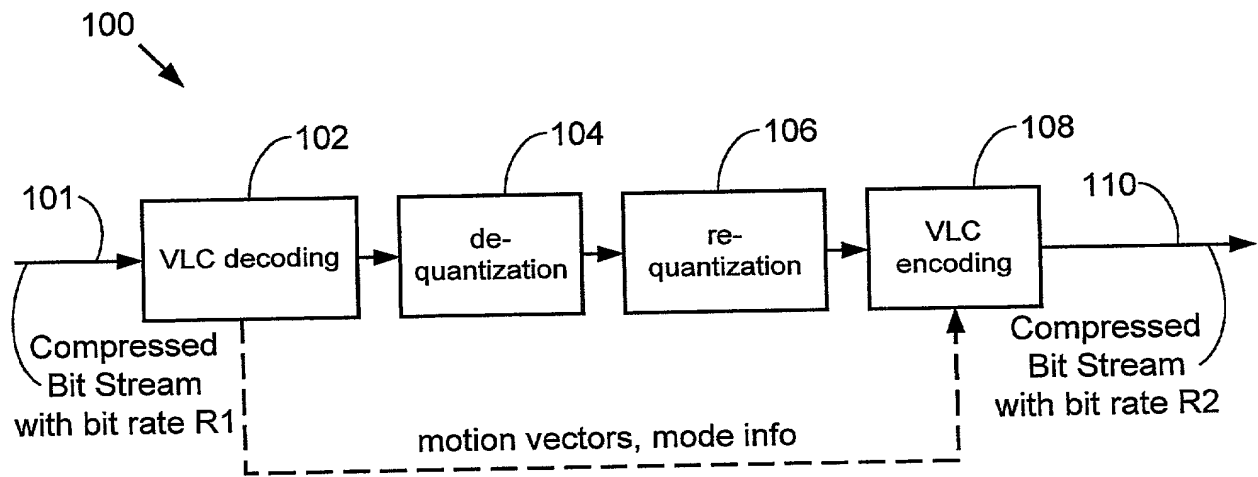 100
102
104
106
108
101
110
VLC decoding
de-
quantization
re-
quantization
VLC
encoding
Compressed
Bit Stream
with bit rate R1
Compressed
Bit Stream
with bit rate R2
motion vectors, mode info